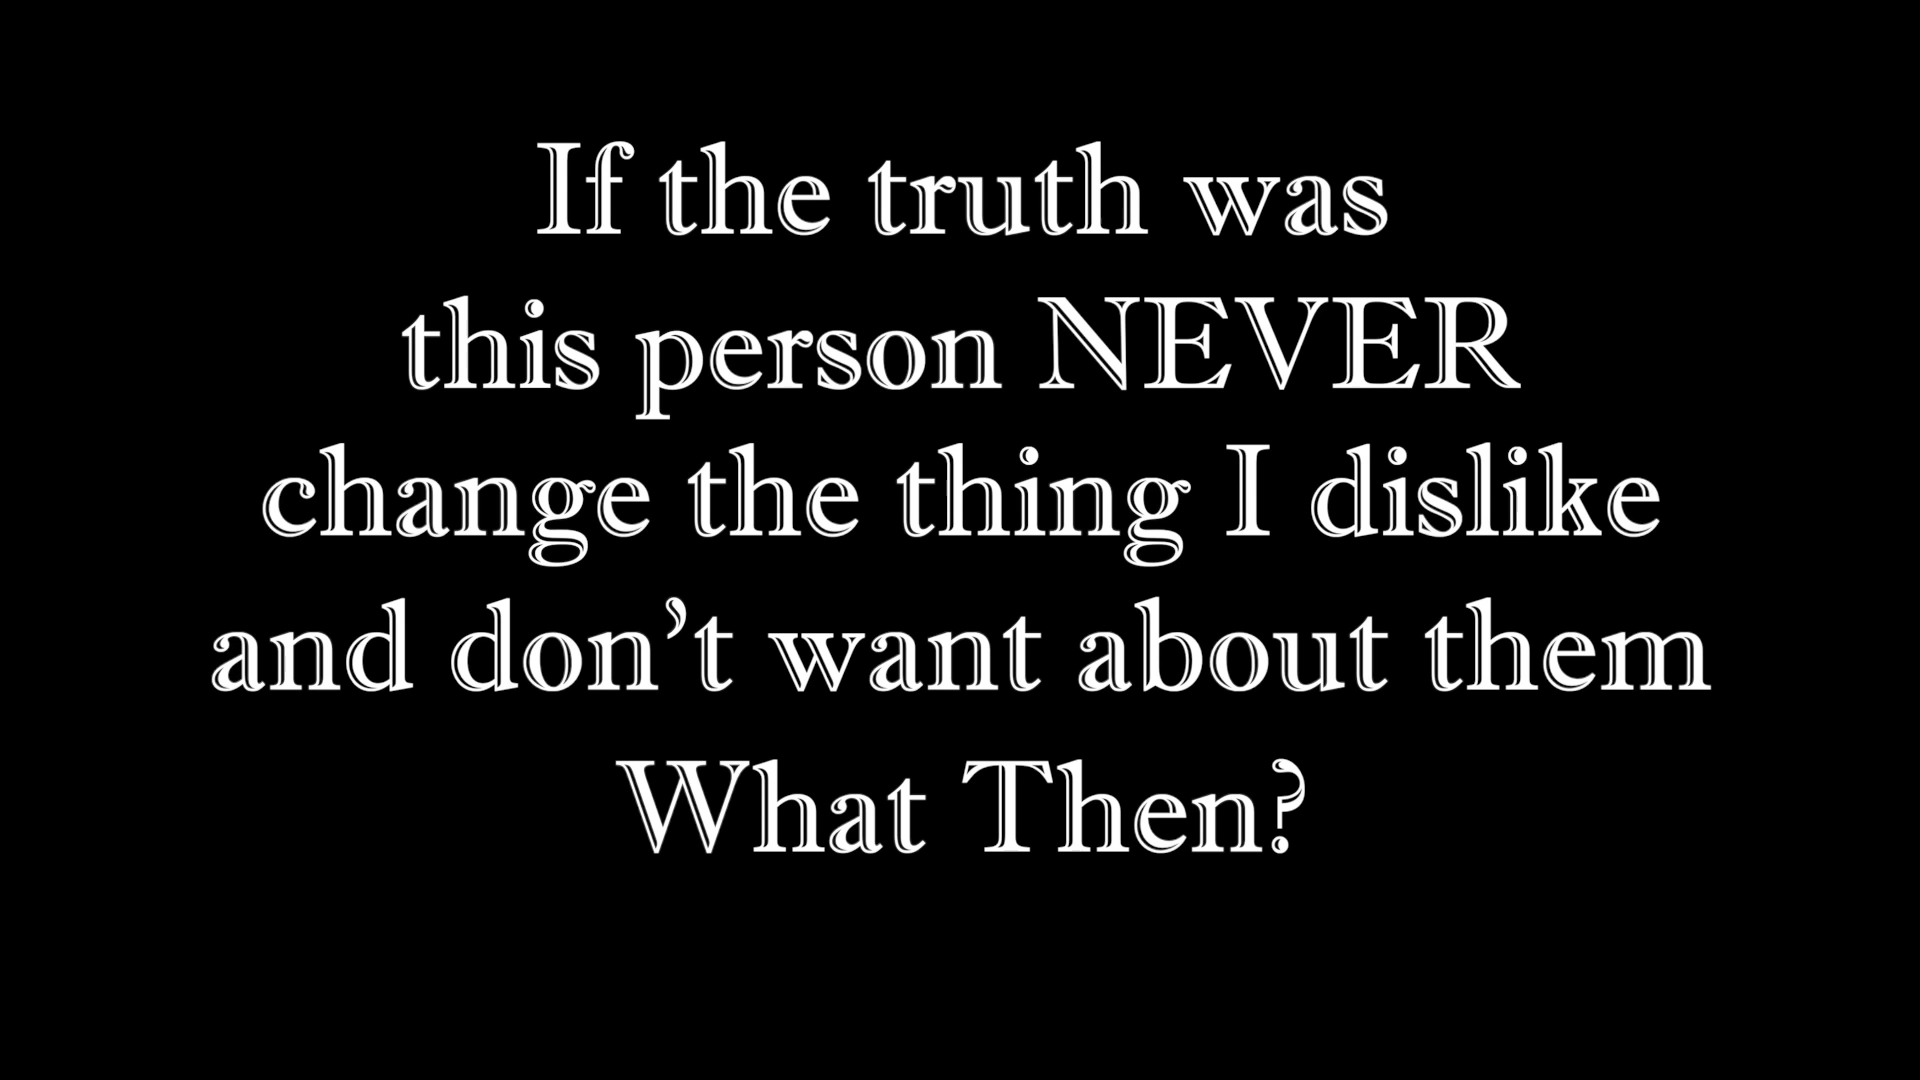 If the truth was
this person NEVER
change the thing I dislike
and don’t want about them
What Then?